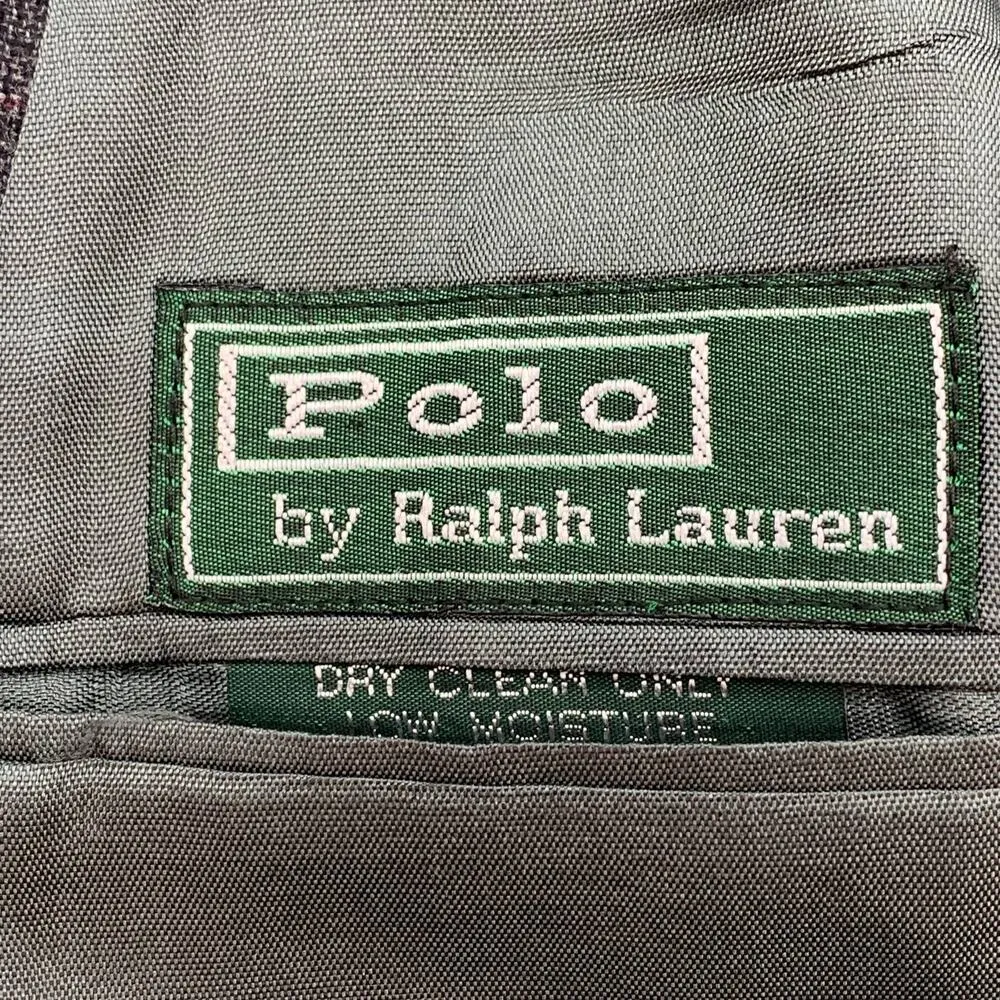 Polo
by Ralph Lauren
DRY CLEAN ONLY
LOW MOISTURE